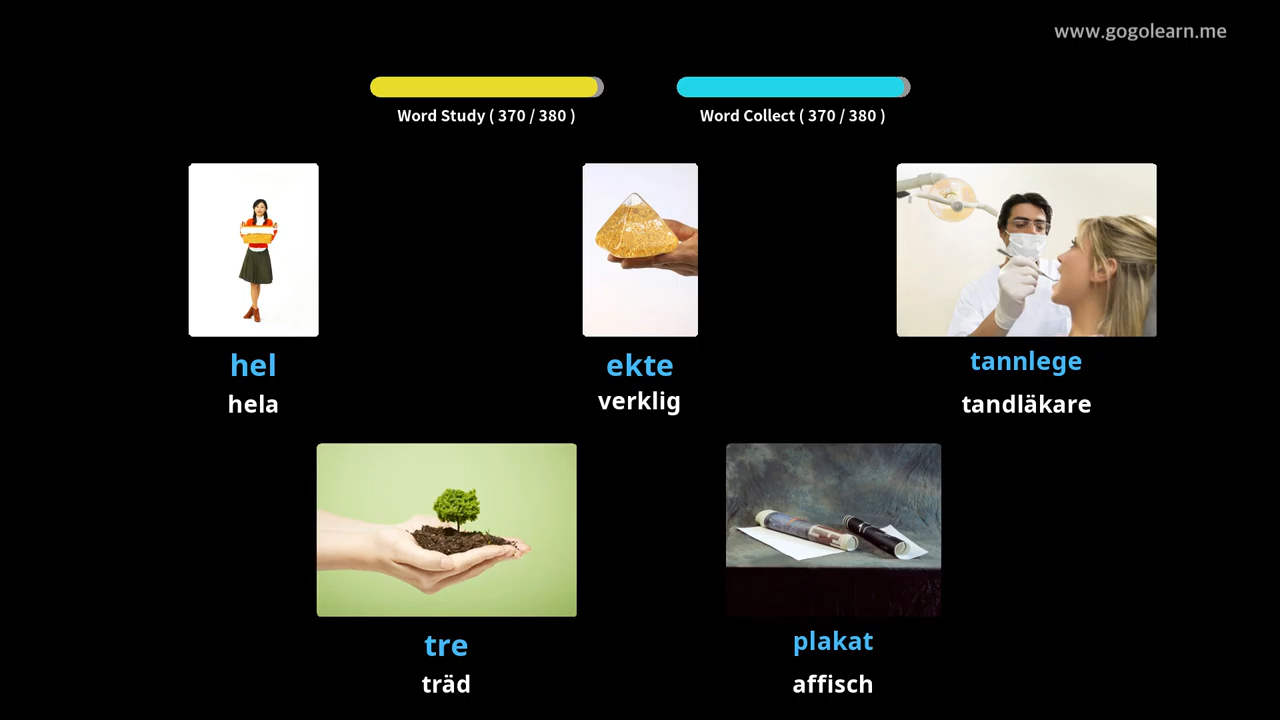 www.gogolearn.me
Word Study ( 370 / 380 )
Word Collect ( 370 / 380 )
hel
hela
ekte
verklig
tannlege
tandläkare
tre
träd
plakat
affisch